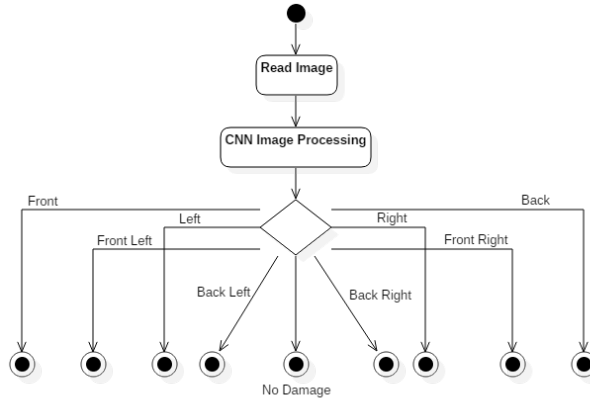 Read Image
CNN Image Processing
Front
Back
Left
Right
Front Left
Front Right
Back Left
Back Right
No Damage